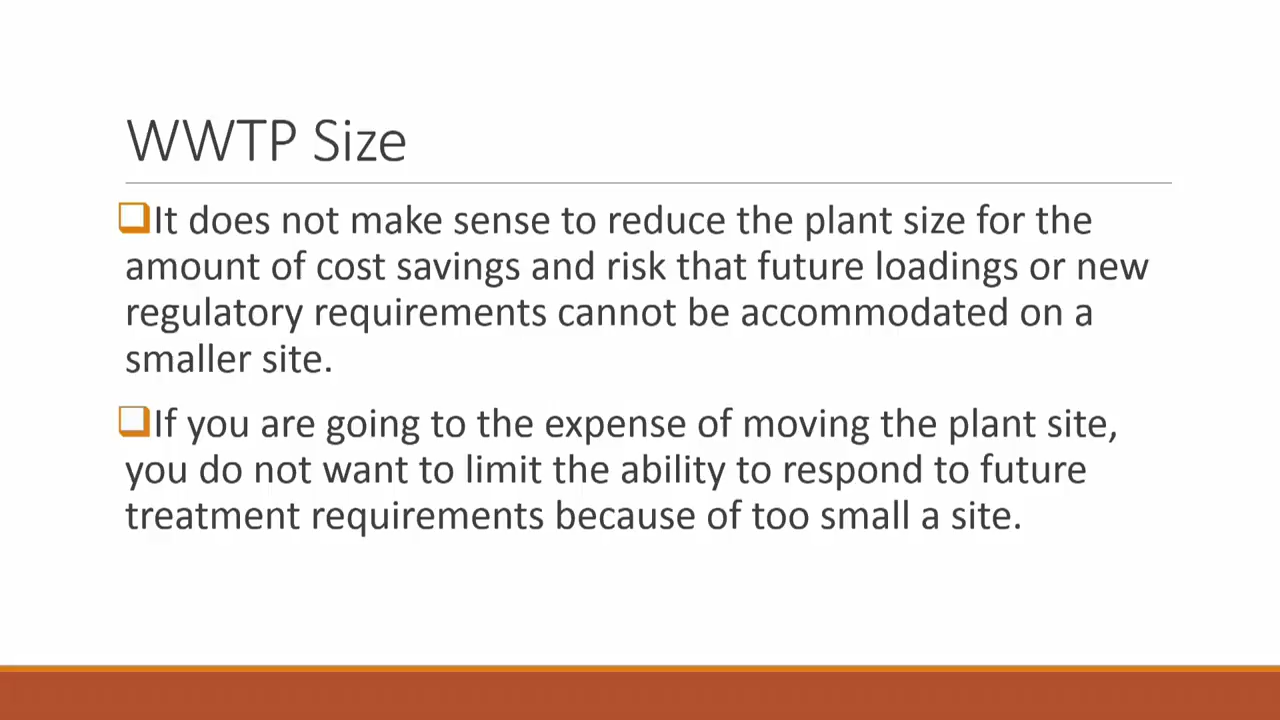 WWTP Size
It does not make sense to reduce the plant size for the
amount of cost savings and risk that future loadings or new
regulatory requirements cannot be accommodated on a
smaller site.
If you are going to the expense of moving the plant site,
you do not want to limit the ability to respond to future
treatment requirements because of too small a site.